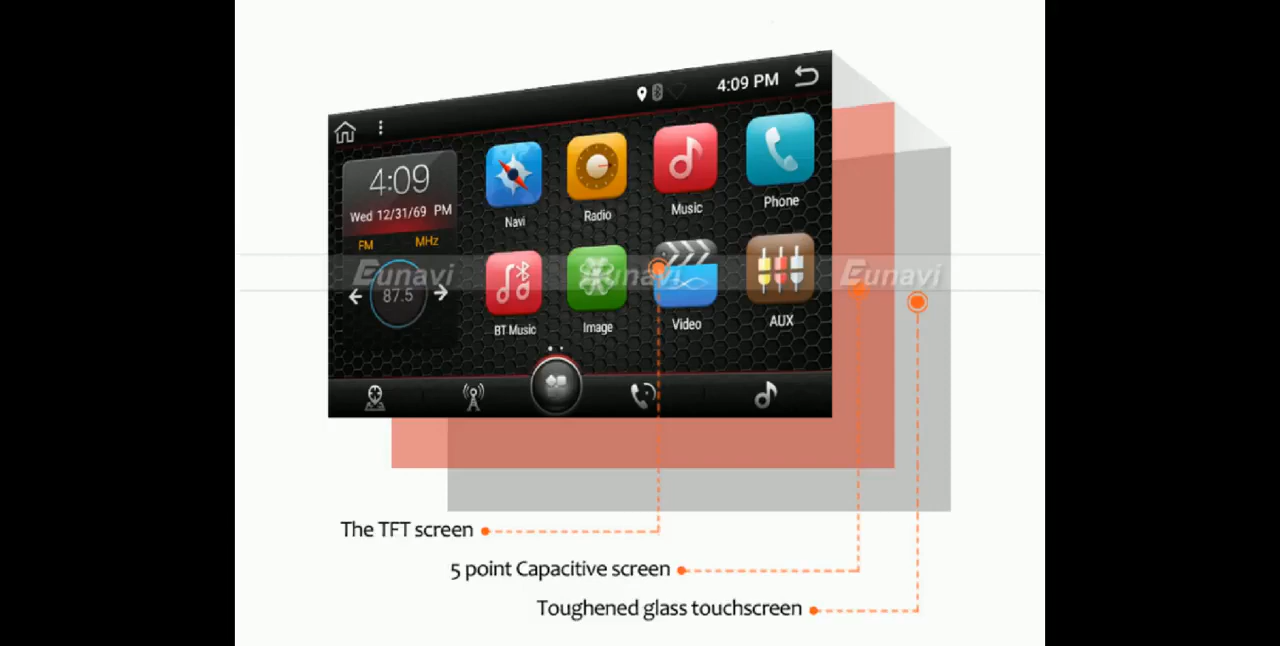 4:09 PM
4:09
Wed 12/31/69 PM
FM MHz
87.5
Navi
Radio
Music
Phone
BT Music
Image
Video
AUX
Eunavi
Eunavi
Eunavi
The TFT screen
5 point Capacitive screen
Toughened glass touchscreen